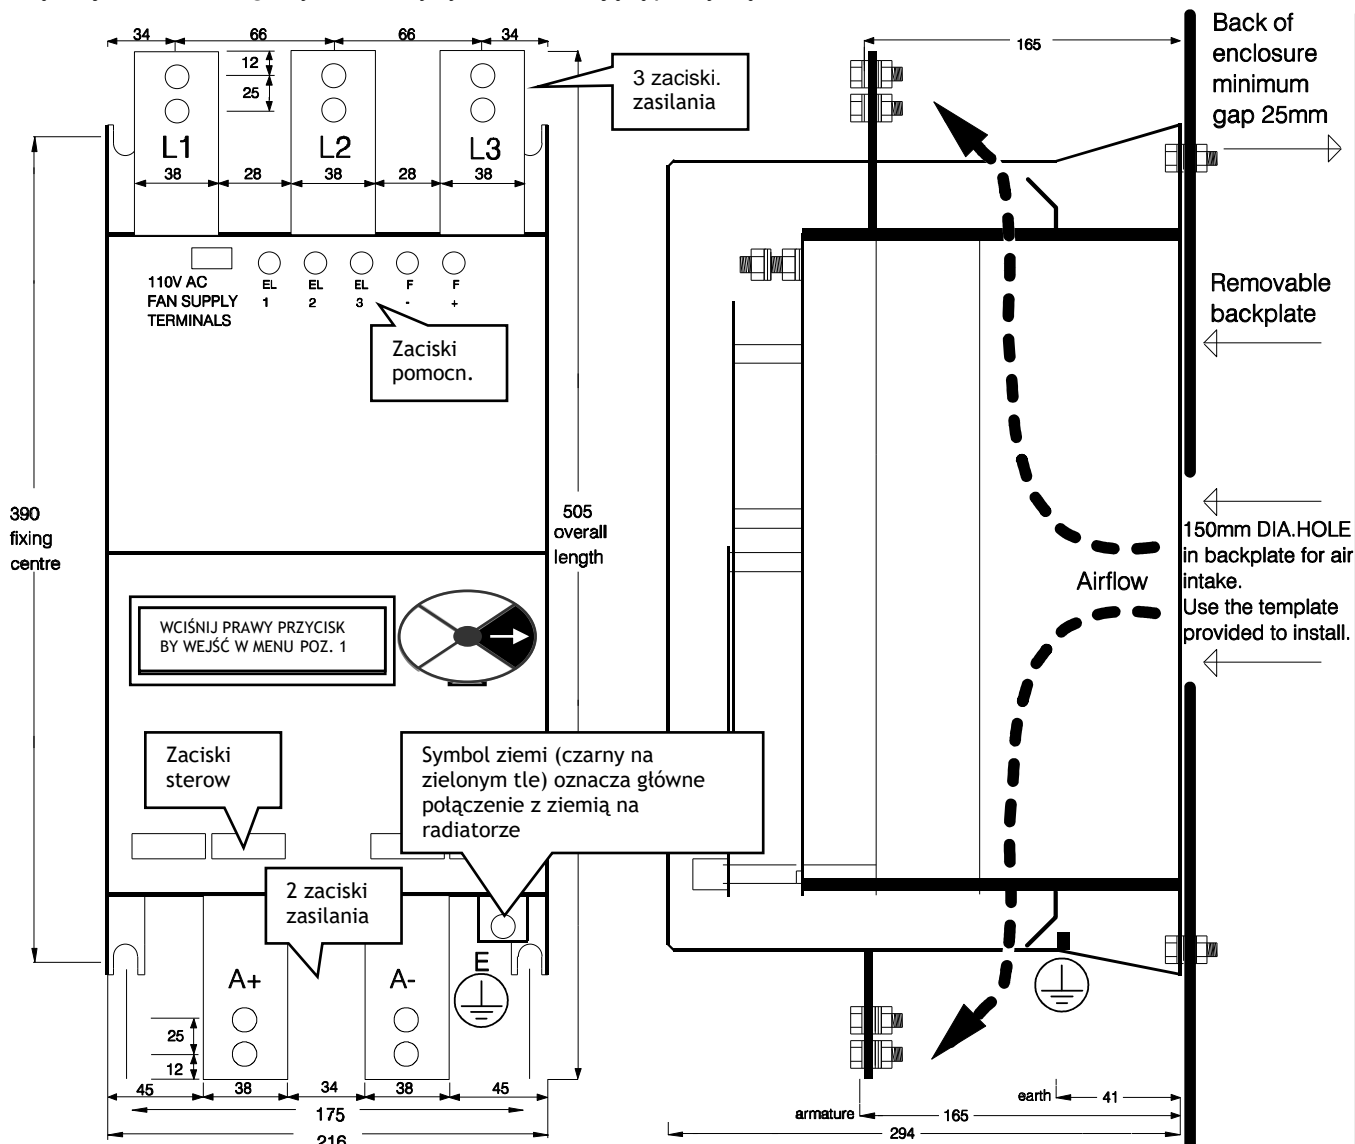 34
66
66
34
12
25
L1
L2
L3
38
28
38
28
38
3 zaciski.
zasilania
110V AC
FAN SUPPLY
TERMINALS
EL
1
EL
2
EL
3
F
-
F
+
Zaciski
pomocn.
390
fixing
centre
505
overall
length
WCIŚNIJ PRAWY PRZYCISK
BY WEJŚĆ W MENU POZ. 1
Zaciski
sterow
Symbol ziemi (czarny na
zielonym tle) oznacza główne
połączenie z ziemią na
radiatorze
2 zaciski
zasilania
A+
A-
E
25
12
45
38
34
38
45
175
216
165
Back of
enclosure
minimum
gap 25mm
Removable
backplate
150mm DIA.HOLE
in backplate for air
intake.
Use the template
provided to install.
Airflow
earth
41
armature
165
294